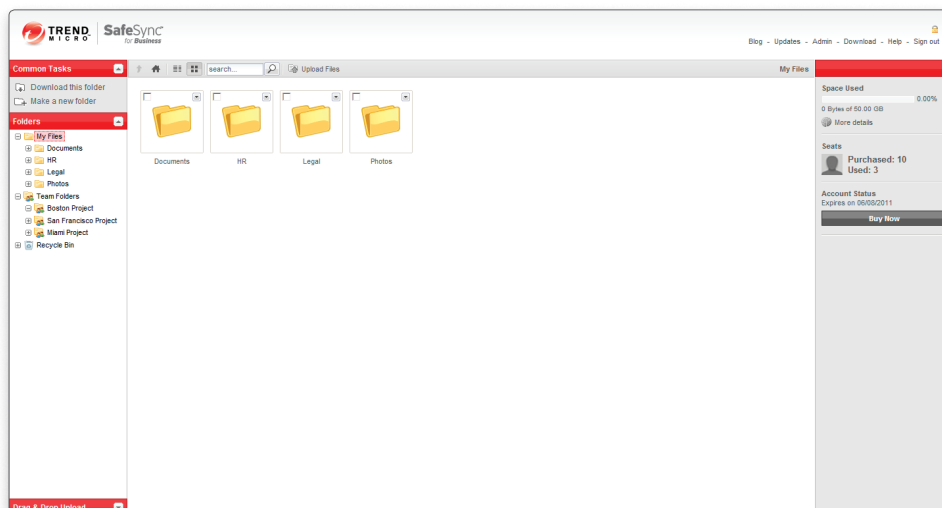 TREND
MICRO
SafeSync
for Business
Blog - Updates - Admin - Download - Help - Sign out
Common Tasks
search...
Upload Files
My Files
Download this folder
Make a new folder
Folders
My Files
Documents
HR
Legal
Photos
Team Folders
Boston Project
San Francisco Project
Miami Project
Recycle Bin
Documents
HR
Legal
Photos
Space Used
0.00%
0 Bytes of 50.00 GB
More details
Seats
Purchased: 10
Used: 3
Account Status
Expires on 06/08/2011
Buy Now
Drag & Drop Upload